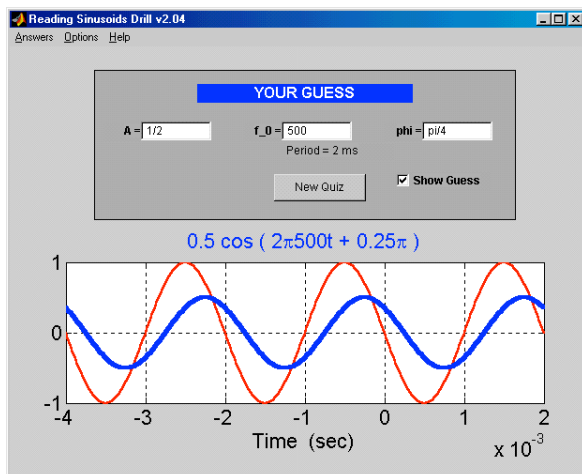 Reading Sinusoids Drill v2.04
Answers Options Help
YOUR GUESS
A = 1/2 f_0 = 500 phi = pi/4
Period = 2 ms
New Quiz Show Guess
0.5 cos ( 2π500t + 0.25π )
1
0
-1
-4 -3 -2 -1 0 1 2
Time (sec)
x 10⁻³